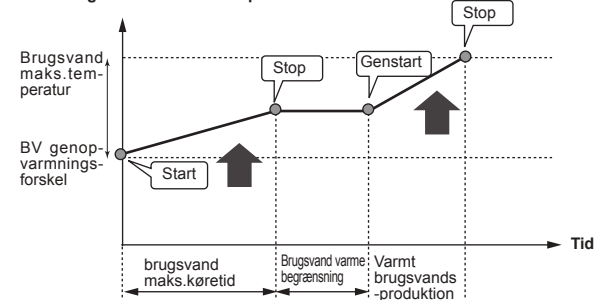 Stop
Brugsvand
maks.tem-
peratur
Stop
Genstart
BV genop-
varmnings-
forskel
Start
Tid
brugsvand
maks.køretid
Brugsvand varme
begrænsning
Varmt
brugsvands
-produktion